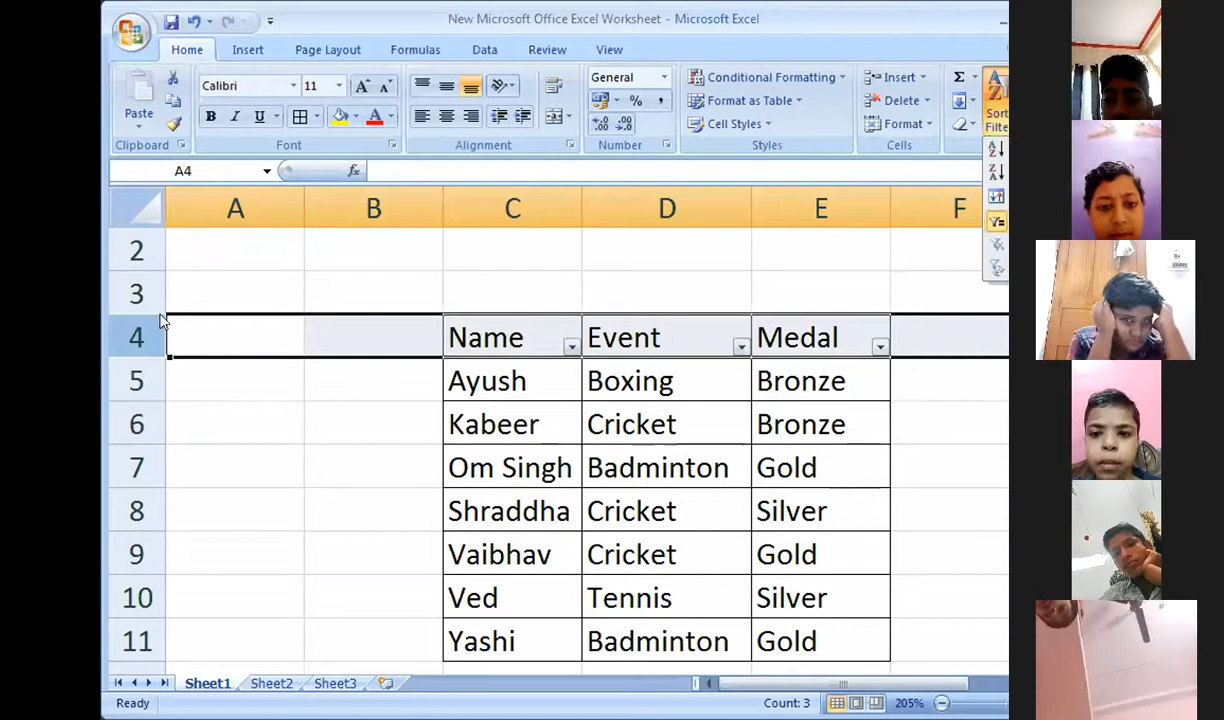 New Microsoft Office Excel Worksheet - Microsoft Excel
Home Insert Page Layout Formulas Data Review View
Paste
Calibri 11
B I U
General
% ,
Conditional Formatting
Format as Table
Cell Styles
Insert
Delete
Format
Σ
Sort
Filte
Clipboard Font Alignment Number Styles Cells
A4 fx
A B C D E F
2
3
4 Name Event Medal
5 Ayush Boxing Bronze
6 Kabeer Cricket Bronze
7 Om Singh Badminton Gold
8 Shraddha Cricket Silver
9 Vaibhav Cricket Gold
10 Ved Tennis Silver
11 Yashi Badminton Gold
Sheet1 Sheet2 Sheet3
Ready Count: 3 205%